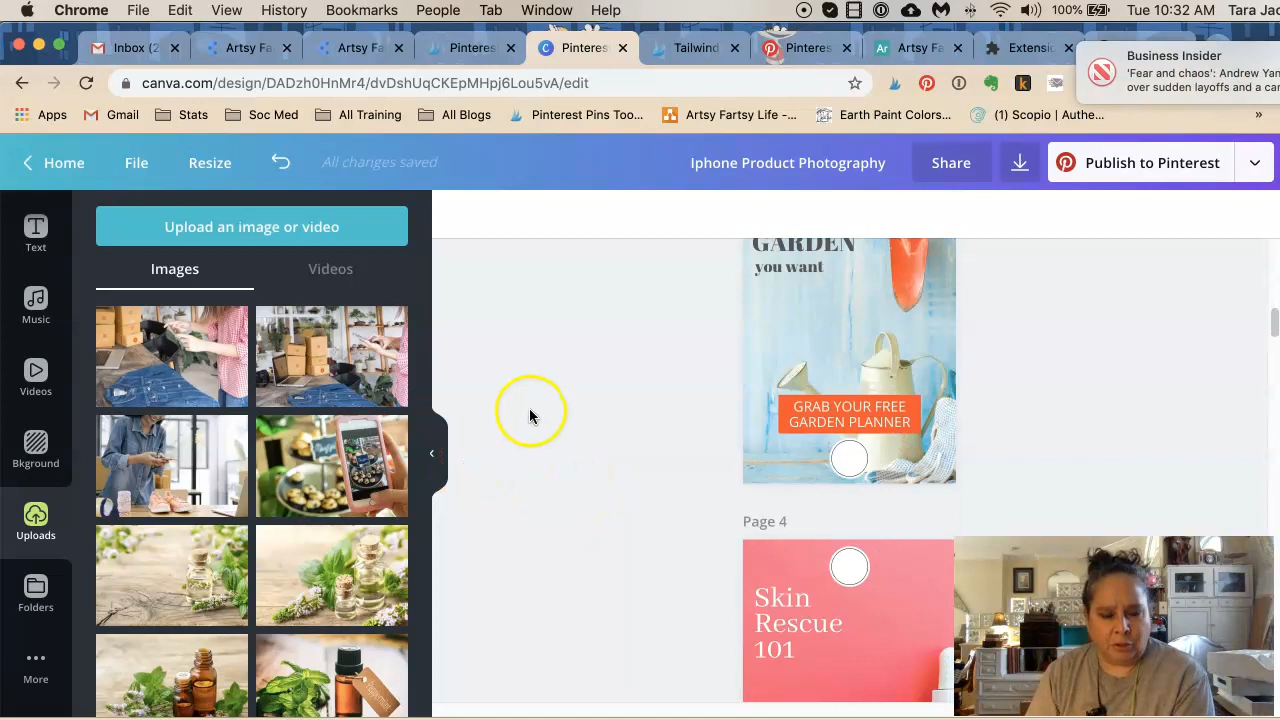 Chrome File Edit View History Bookmarks People Tab Window Help 100% Tue 10:32 AM Tara Jac
Inbox (2 Artsy Fa Artsy Fa Pinteres Pinteres Tailwind Pinteres Artsy Fa Extensio
canva.com/design/DADzh0HnMr4/dvDshUqCKEpMHpj6Lou5vA/edit
Business Insider
'Fear and chaos': Andrew Yan
over sudden layoffs and a car
Apps Gmail Stats Soc Med All Training All Blogs Pinterest Pins Too... Artsy Fartsy Life -... Earth Paint Colors... (1) Scopio | Authe... »
Home File Resize All changes saved Iphone Product Photography Share Publish to Pinterest
Text
Music
Videos
Bkground
Uploads
Folders
More
Upload an image or video
Images Videos
GARDEN
you want
GRAB YOUR FREE
GARDEN PLANNER
Page 4
Skin
Rescue
101